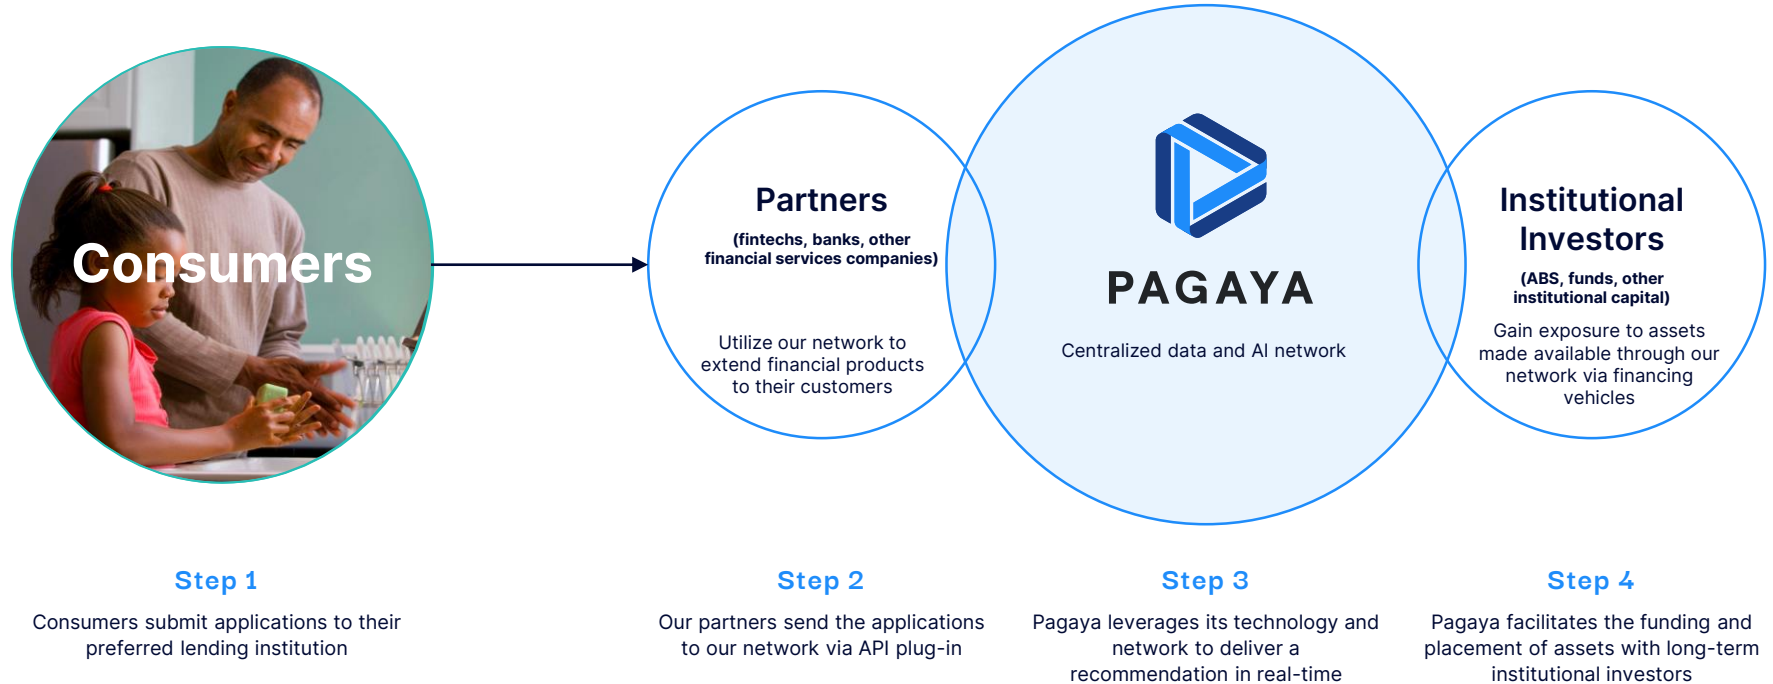 Consumers
Partners
(fintechs, banks, other
financial services companies)
Utilize our network to
extend financial products
to their customers
PAGAYA
Centralized data and AI network
Institutional
Investors
(ABS, funds, other
institutional capital)
Gain exposure to assets
made available through our
network via financing
vehicles
Step 1
Consumers submit applications to their
preferred lending institution
Step 2
Our partners send the applications
to our network via API plug-in
Step 3
Pagaya leverages its technology and
network to deliver a
recommendation in real-time
Step 4
Pagaya facilitates the funding and
placement of assets with long-term
institutional investors